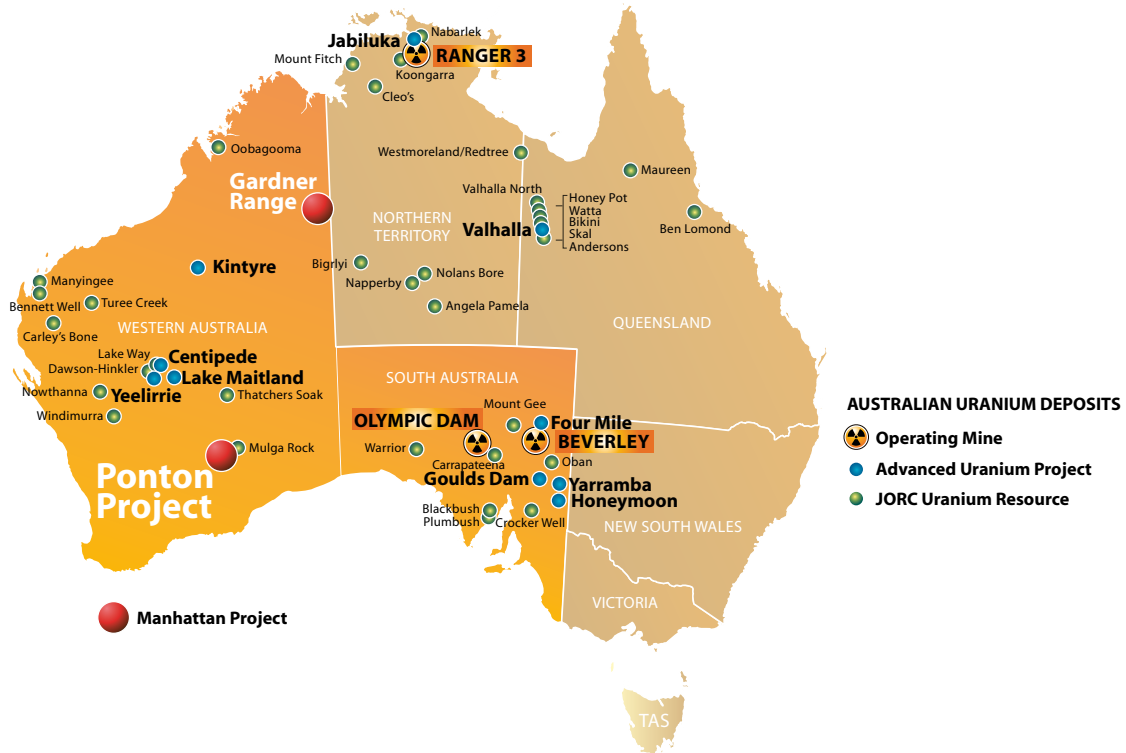 Nabarlek
Jabiluka
RANGER 3
Mount Fitch
Koongarra
Cleo's
Oobagooma
Westmoreland/Redtree
Maureen
Gardner
Range
Valhalla North
Honey Pot
Watta
Bikini
Skal
Andersons
NORTHERN
TERRITORY
Valhalla
Ben Lomond
Bigrlyi
Kintyre
Nolans Bore
Napperby
Manyingee
Bennett Well
Turee Creek
Angela Pamela
Carley's Bone
WESTERN AUSTRALIA
QUEENSLAND
Lake Way
Centipede
Dawson-Hinkler
Lake Maitland
SOUTH AUSTRALIA
Nowthanna
Yeelirrie
Thatchers Soak
Windimurra
Mount Gee
OLYMPIC DAM
Four Mile
BEVERLEY
Warrior
Carrapateena
Oban
Mulga Rock
Ponton
Project
Goulds Dam
Yarramba
Honeymoon
Blackbush
Plumbush
Crocker Well
NEW SOUTH WALES
VICTORIA
TAS
Manhattan Project
AUSTRALIAN URANIUM DEPOSITS
Operating Mine
Advanced Uranium Project
JORC Uranium Resource